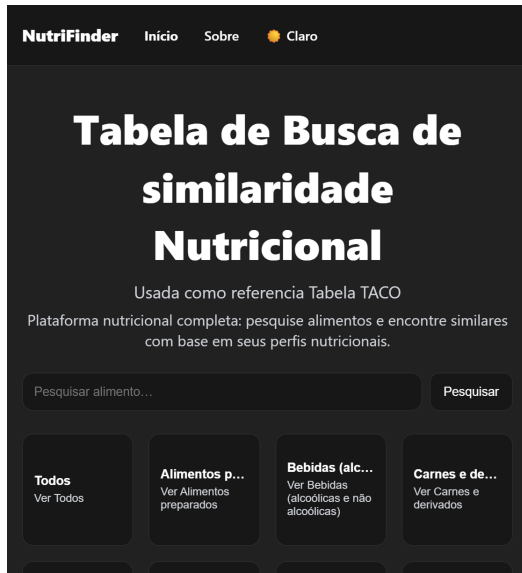 NutriFinder Início Sobre Claro
Tabela de Busca de
similaridade
Nutricional
Usada como referencia Tabela TACO
Plataforma nutricional completa: pesquise alimentos e encontre similares
com base em seus perfis nutricionais.
Pesquisar alimento...
Pesquisar
Todos
Ver Todos
Alimentos p...
Ver Alimentos
preparados
Bebidas (alc...
Ver Bebidas
(alcoólicas e não
alcoólicas)
Carnes e de...
Ver Carnes e
derivados